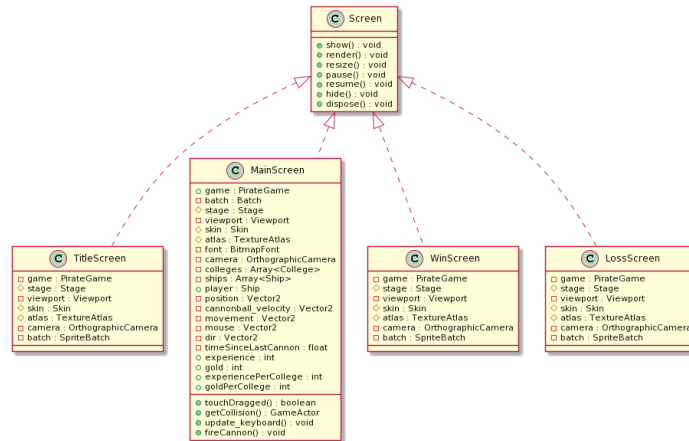 C Screen
show() : void
render() : void
resize() : void
pause() : void
resume() : void
hide() : void
dispose() : void
C MainScreen
game : PirateGame
batch : Batch
stage : Stage
viewport : Viewport
skin : Skin
atlas : TextureAtlas
font : BitmapFont
camera : OrthographicCamera
colleges : Array<College>
ships : Array<Ship>
player : Ship
position : Vector2
cannonball_velocity : Vector2
movement : Vector2
mouse : Vector2
dir : Vector2
timeSinceLastCannon : float
experience : int
gold : int
experiencePerCollege : int
goldPerCollege : int
touchDragged() : boolean
getCollision() : GameActor
update_keyboard() : void
fireCannon() : void
C TitleScreen
game : PirateGame
stage : Stage
viewport : Viewport
skin : Skin
atlas : TextureAtlas
camera : OrthographicCamera
batch : SpriteBatch
C WinScreen
game : PirateGame
stage : Stage
viewport : Viewport
skin : Skin
atlas : TextureAtlas
camera : OrthographicCamera
batch : SpriteBatch
C LossScreen
game : PirateGame
stage : Stage
viewport : Viewport
skin : Skin
atlas : TextureAtlas
camera : OrthographicCamera
batch : SpriteBatch